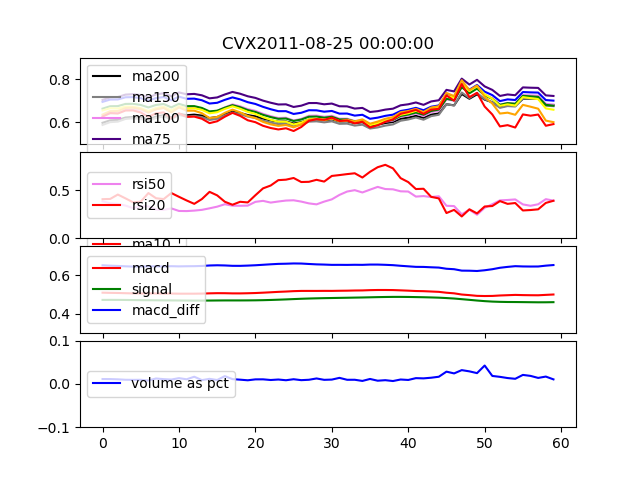 CVX2011-08-25 00:00:00
0.8
0.6
ma200
ma150
ma100
ma75
0.5
0.0
rsi50
rsi20
ma10
0.6
0.4
macd
signal
macd_diff
0.1
0.0
−0.1
volume as pct
0 10 20 30 40 50 60